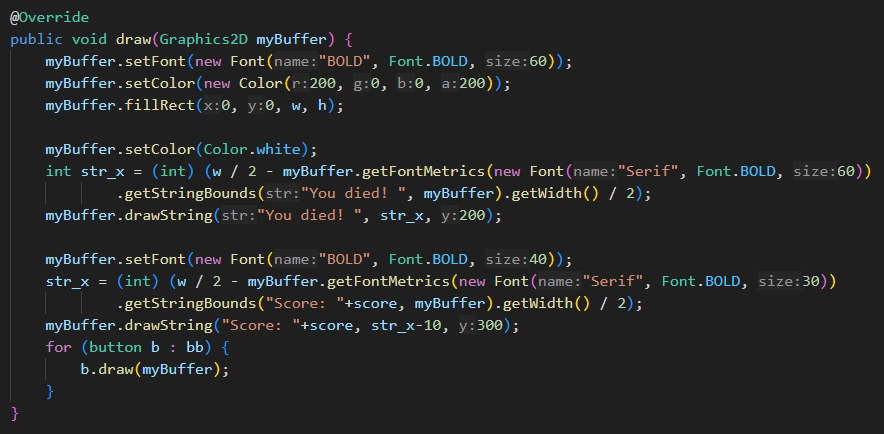 @Override
public void draw(Graphics2D myBuffer) {
    myBuffer.setFont(new Font(name:"BOLD", Font.BOLD, size:60));
    myBuffer.setColor(new Color(r:200, g:0, b:0, a:200));
    myBuffer.fillRect(x:0, y:0, w, h);

    myBuffer.setColor(Color.white);
    int str_x = (int) (w / 2 - myBuffer.getFontMetrics(new Font(name:"Serif", Font.BOLD, size:60))
            .getStringBounds(str:"You died! ", myBuffer).getWidth() / 2);
    myBuffer.drawString(str:"You died! ", str_x, y:200);

    myBuffer.setFont(new Font(name:"BOLD", Font.BOLD, size:40));
    str_x = (int) (w / 2 - myBuffer.getFontMetrics(new Font(name:"Serif", Font.BOLD, size:30))
            .getStringBounds("Score: "+score, myBuffer).getWidth() / 2);
    myBuffer.drawString("Score: "+score, str_x-10, y:300);
    for (button b : bb) {
        b.draw(myBuffer);
    }
}